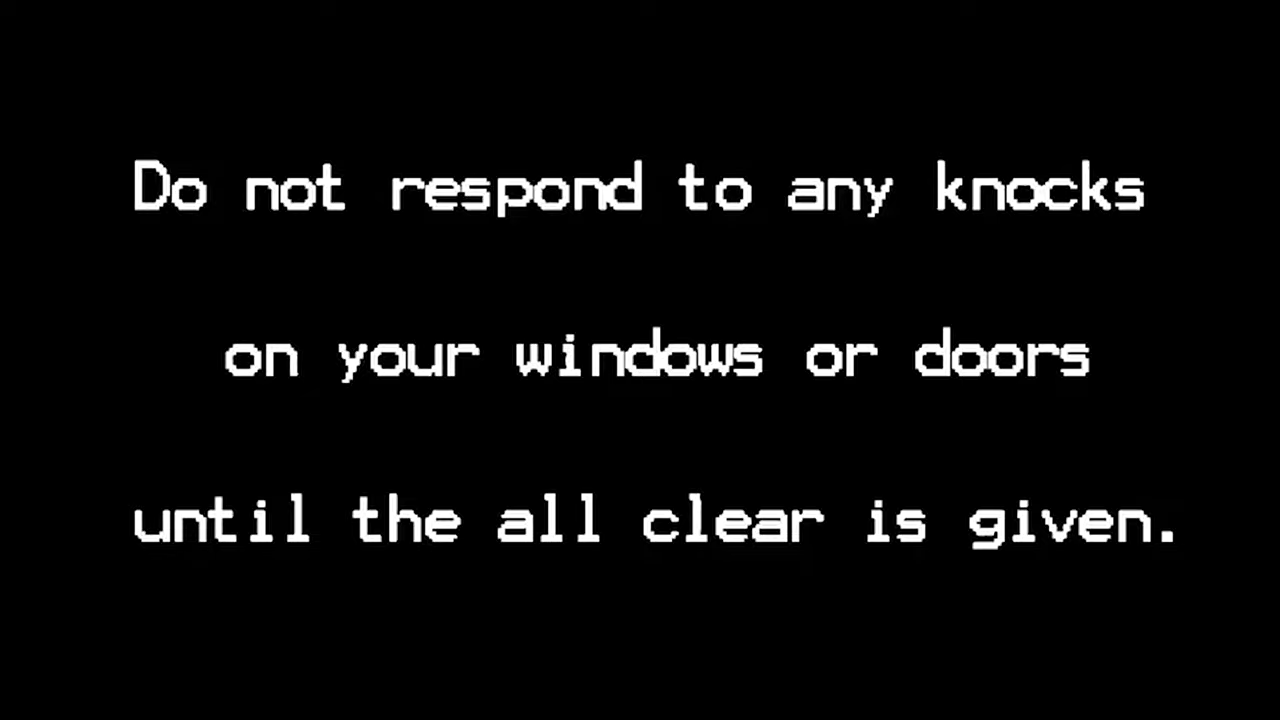 Do not respond to any knocks
on your windows or doors
until the all clear is given.